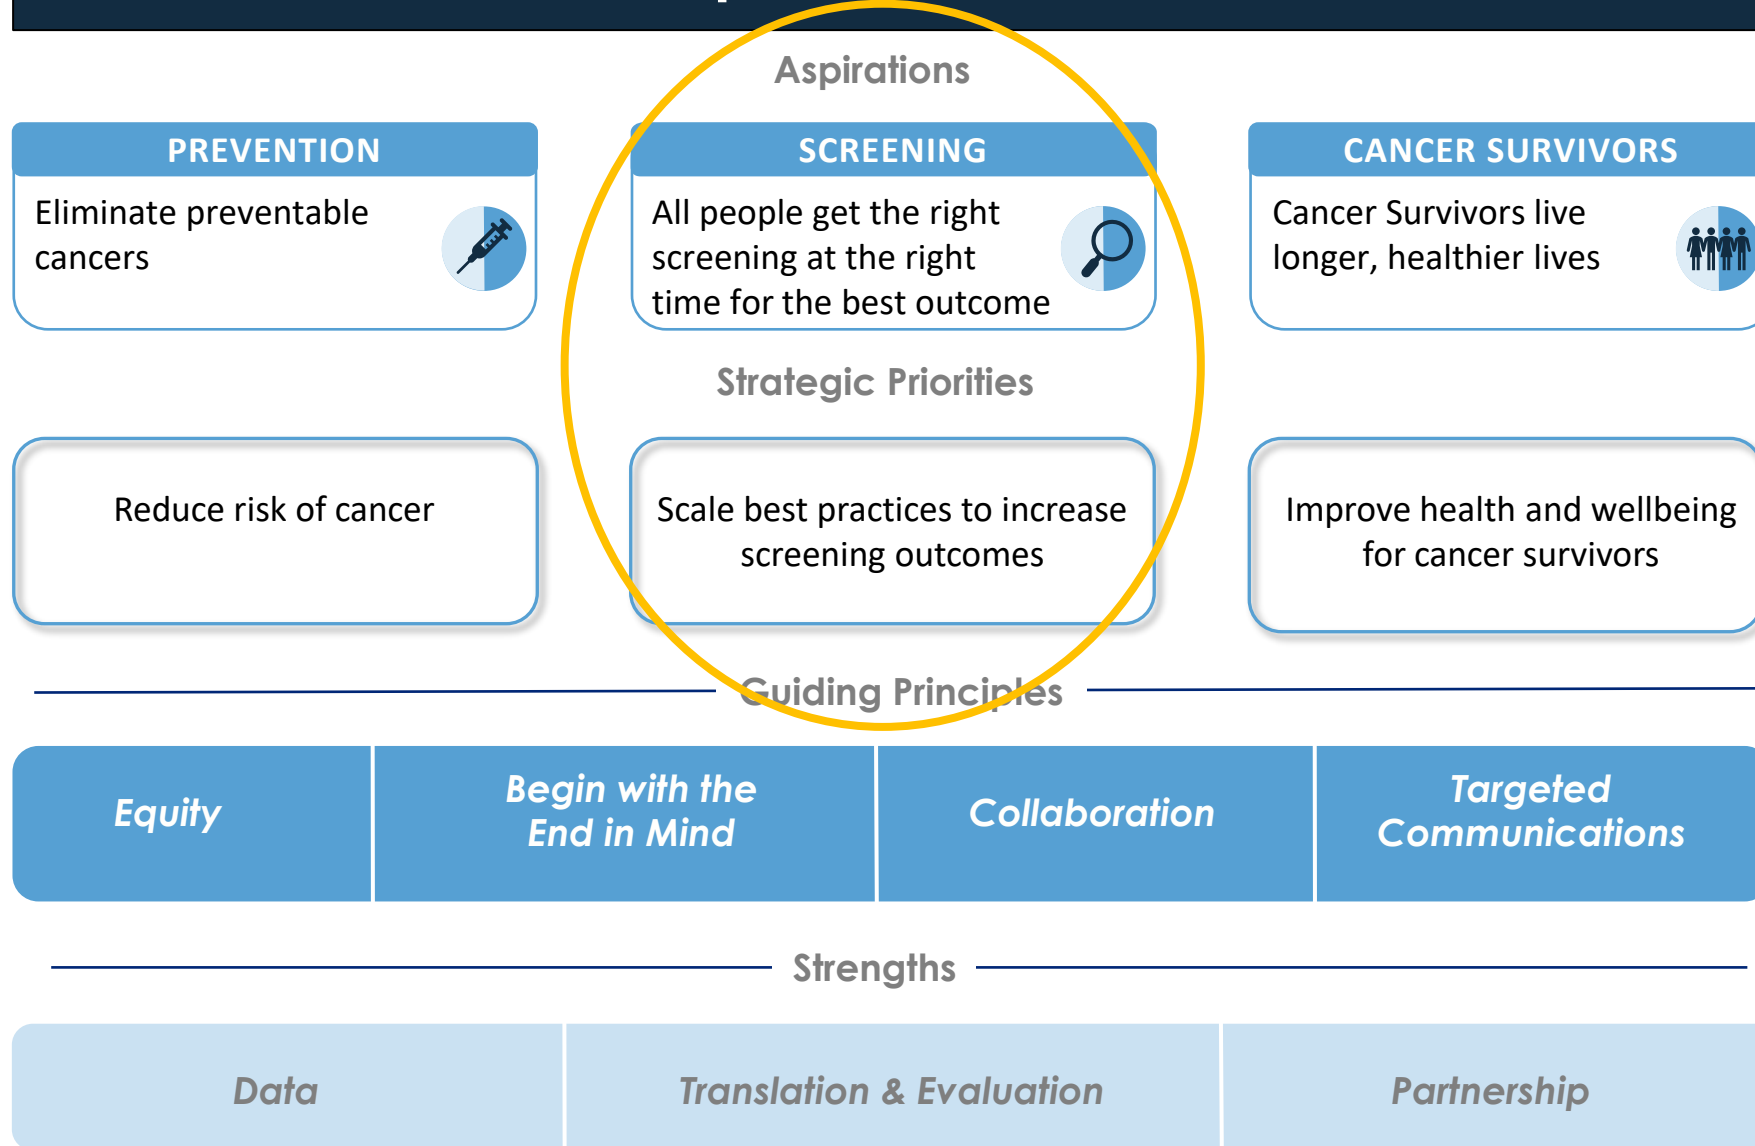 Aspirations
PREVENTION
Eliminate preventable
cancers
SCREENING
All people get the right
screening at the right
time for the best outcome
CANCER SURVIVORS
Cancer Survivors live
longer, healthier lives
Strategic Priorities
Reduce risk of cancer
Scale best practices to increase
screening outcomes
Improve health and wellbeing
for cancer survivors
Guiding Principles
Equity
Begin with the
End in Mind
Collaboration
Targeted
Communications
Strengths
Data
Translation & Evaluation
Partnership